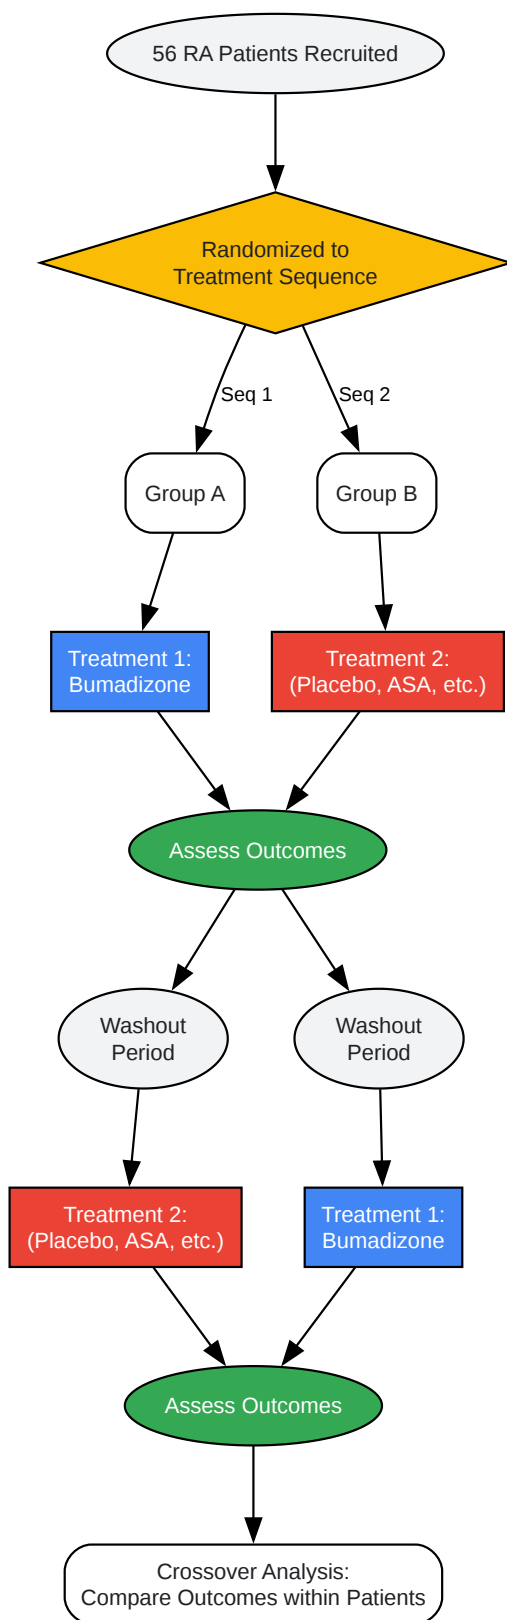 56 RA Patients Recruited
Randomized to
Treatment Sequence
Seq 1
Seq 2
Group A
Group B
Treatment 1:
Bumadizone
Treatment 2:
(Placebo, ASA, etc.)
Assess Outcomes
Washout
Period
Washout
Period
Treatment 2:
(Placebo, ASA, etc.)
Treatment 1:
Bumadizone
Assess Outcomes
Crossover Analysis:
Compare Outcomes within Patients